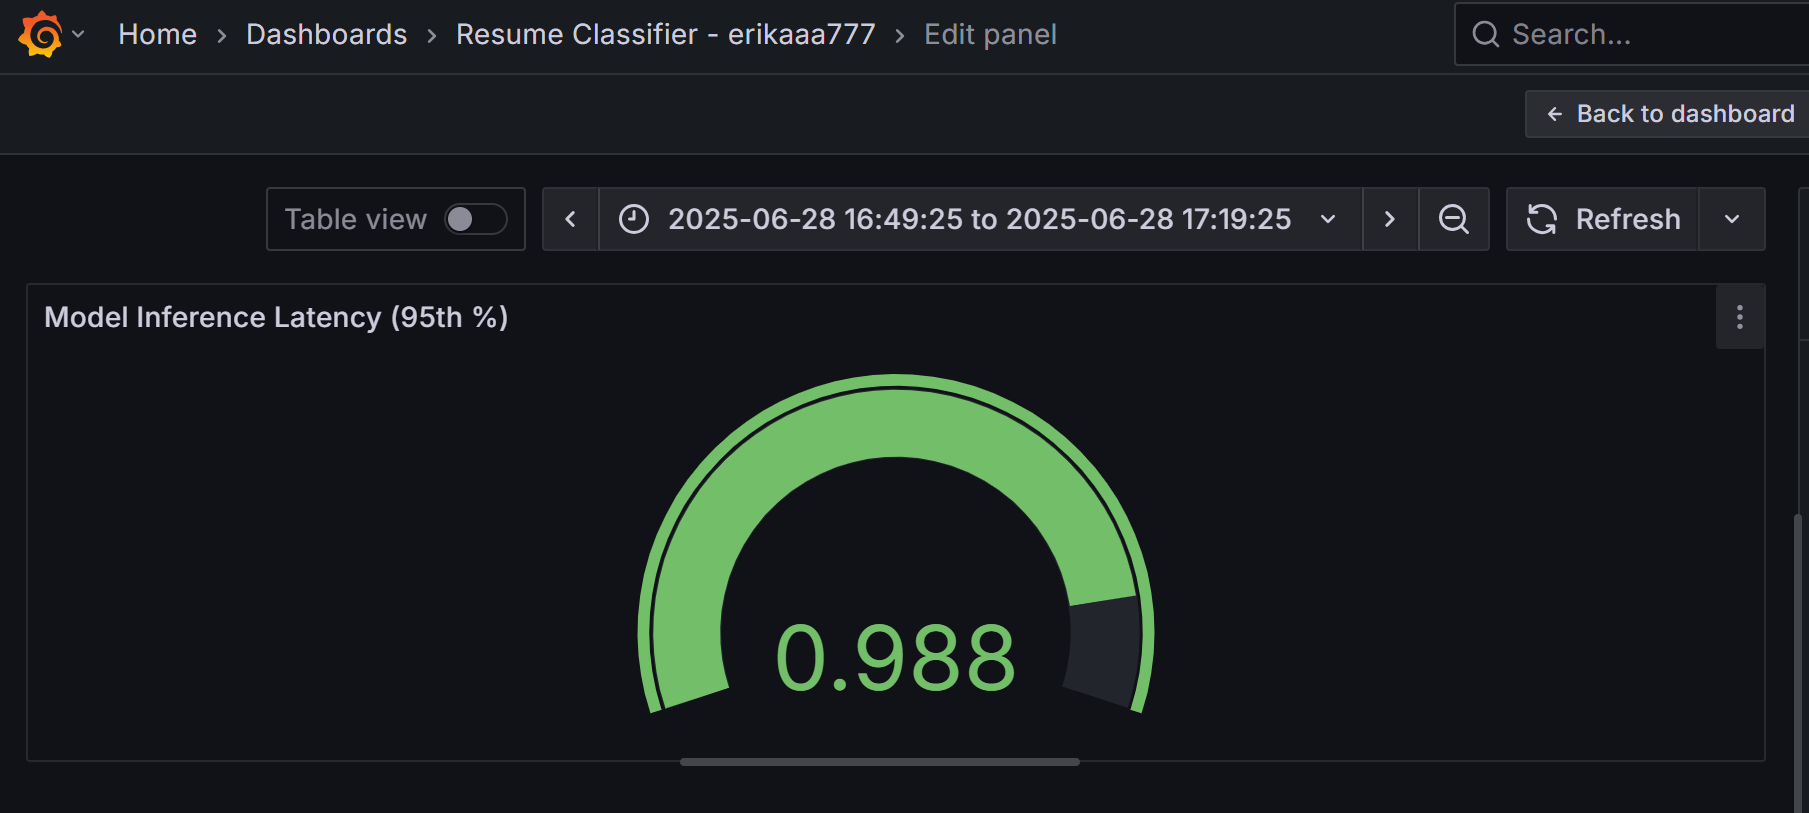 Home › Dashboards › Resume Classifier - erikaaa777 › Edit panel
Search...
Back to dashboard
Table view
2025-06-28 16:49:25 to 2025-06-28 17:19:25
Refresh
Model Inference Latency (95th %)
0.988